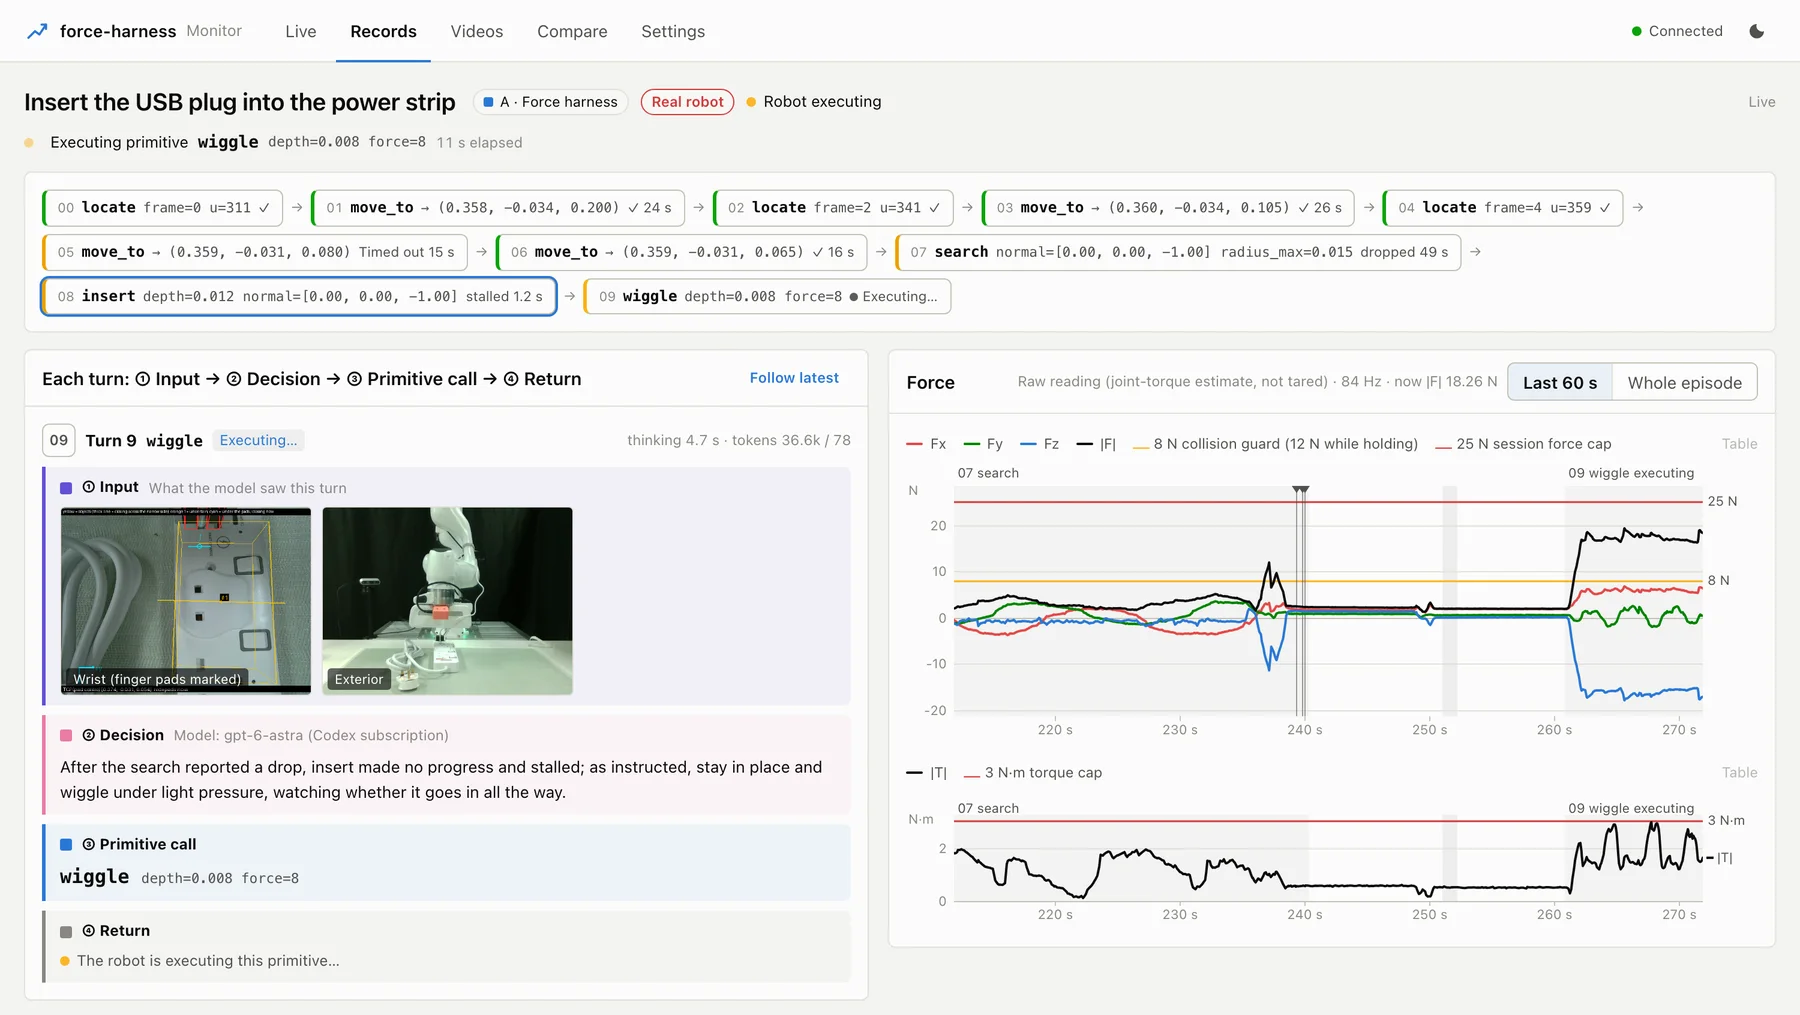 force-harness Monitor Live Records Videos Compare Settings Connected
Insert the USB plug into the power strip A · Force harness Real robot Robot executing Live
Executing primitive wiggle depth=0.008 force=8 11 s elapsed
00 locate frame=0 u=311 ✓ → 01 move_to → (0.358, −0.034, 0.200) ✓ 24 s → 02 locate frame=2 u=341 ✓ → 03 move_to → (0.360, −0.034, 0.105) ✓ 26 s → 04 locate frame=4 u=359 ✓ →
05 move_to → (0.359, −0.031, 0.080) Timed out 15 s → 06 move_to → (0.359, −0.031, 0.065) ✓ 16 s → 07 search normal=[0.00, 0.00, −1.00] radius_max=0.015 dropped 49 s →
08 insert depth=0.012 normal=[0.00, 0.00, −1.00] stalled 1.2 s → 09 wiggle depth=0.008 force=8 ● Executing...
Each turn: ① Input → ② Decision → ③ Primitive call → ④ Return Follow latest
09 Turn 9 wiggle Executing... thinking 4.7 s · tokens 36.6k / 78
① Input What the model saw this turn
Wrist (finger pads marked)
Exterior
② Decision Model: gpt-6-astra (Codex subscription)
After the search reported a drop, insert made no progress and stalled; as instructed, stay in place and
wiggle under light pressure, watching whether it goes in all the way.
③ Primitive call
wiggle depth=0.008 force=8
④ Return
The robot is executing this primitive...
Force Raw reading (joint-torque estimate, not tared) · 84 Hz · now |F| 18.26 N Last 60 s Whole episode
Fx Fy Fz |F| 8 N collision guard (12 N while holding) 25 N session force cap Table
07 search 09 wiggle executing
N
25 N
20
10
8 N
0
-10
-20
220 s 230 s 240 s 250 s 260 s 270 s
|T| 3 N·m torque cap Table
07 search 09 wiggle executing
N·m
3 N·m
2
|T|
0
220 s 230 s 240 s 250 s 260 s 270 s